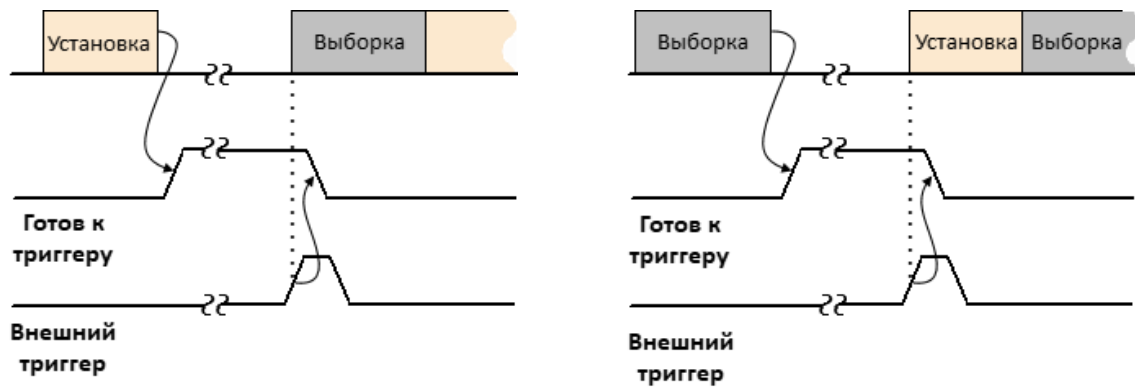 Установка
Выборка
Готов к
триггеру
Внешний
триггер
Выборка
Установка
Выборка
Готов к
триггеру
Внешний
триггер